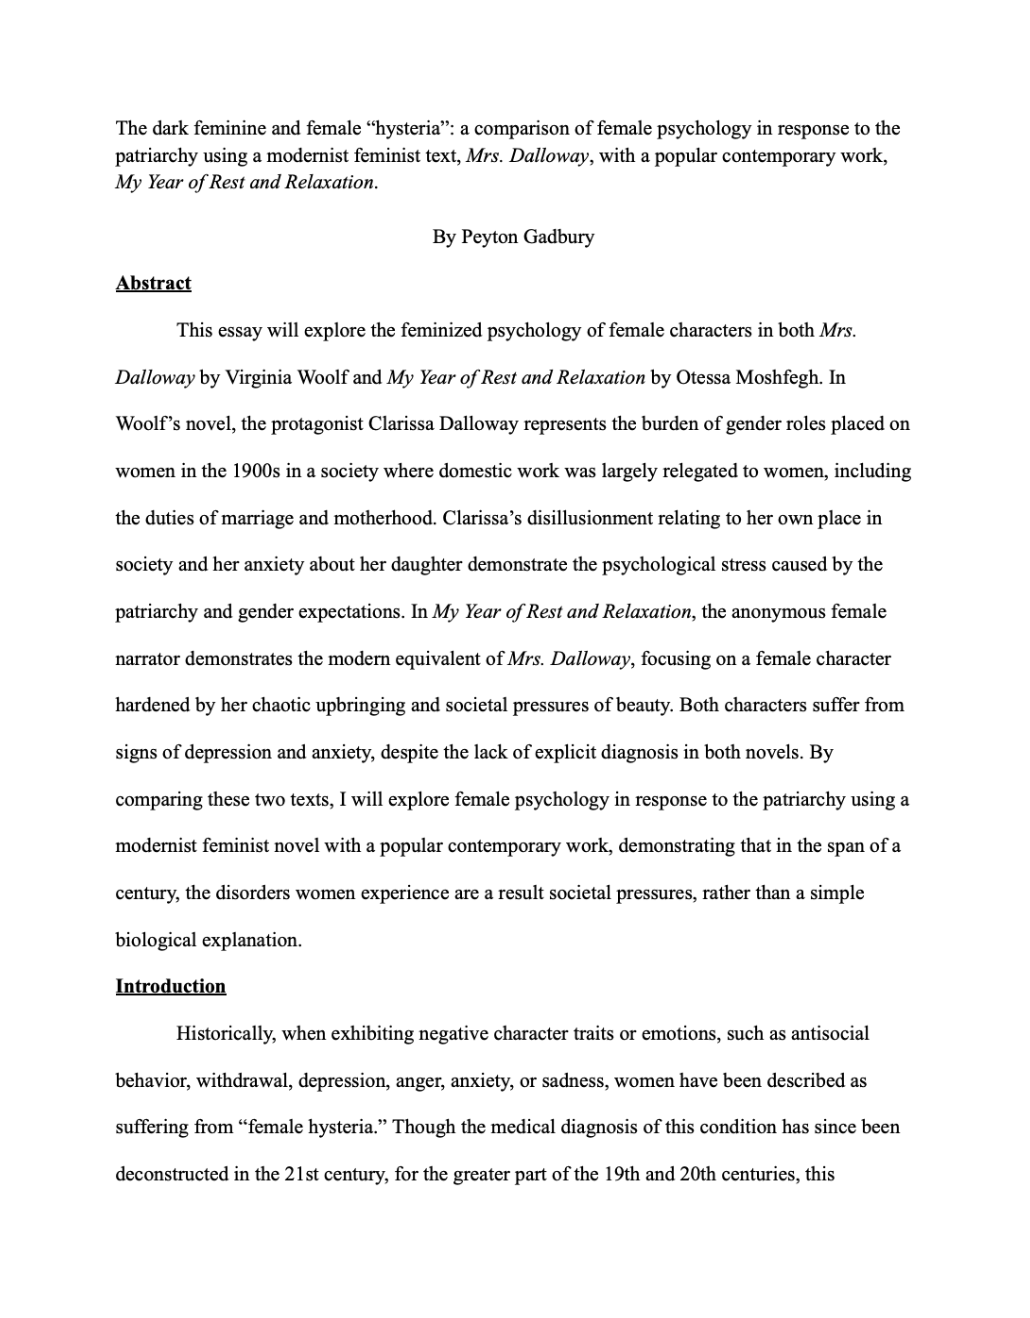 The dark feminine and female “hysteria”: a comparison of female psychology in response to the
patriarchy using a modernist feminist text, Mrs. Dalloway, with a popular contemporary work,
My Year of Rest and Relaxation.
By Peyton Gadbury
Abstract
This essay will explore the feminized psychology of female characters in both Mrs.
Dalloway by Virginia Woolf and My Year of Rest and Relaxation by Otessa Moshfegh. In
Woolf’s novel, the protagonist Clarissa Dalloway represents the burden of gender roles placed on
women in the 1900s in a society where domestic work was largely relegated to women, including
the duties of marriage and motherhood. Clarissa’s disillusionment relating to her own place in
society and her anxiety about her daughter demonstrate the psychological stress caused by the
patriarchy and gender expectations. In My Year of Rest and Relaxation, the anonymous female
narrator demonstrates the modern equivalent of Mrs. Dalloway, focusing on a female character
hardened by her chaotic upbringing and societal pressures of beauty. Both characters suffer from
signs of depression and anxiety, despite the lack of explicit diagnosis in both novels. By
comparing these two texts, I will explore female psychology in response to the patriarchy using a
modernist feminist novel with a popular contemporary work, demonstrating that in the span of a
century, the disorders women experience are a result societal pressures, rather than a simple
biological explanation.
Introduction
Historically, when exhibiting negative character traits or emotions, such as antisocial
behavior, withdrawal, depression, anger, anxiety, or sadness, women have been described as
suffering from “female hysteria.” Though the medical diagnosis of this condition has since been
deconstructed in the 21st century, for the greater part of the 19th and 20th centuries, this